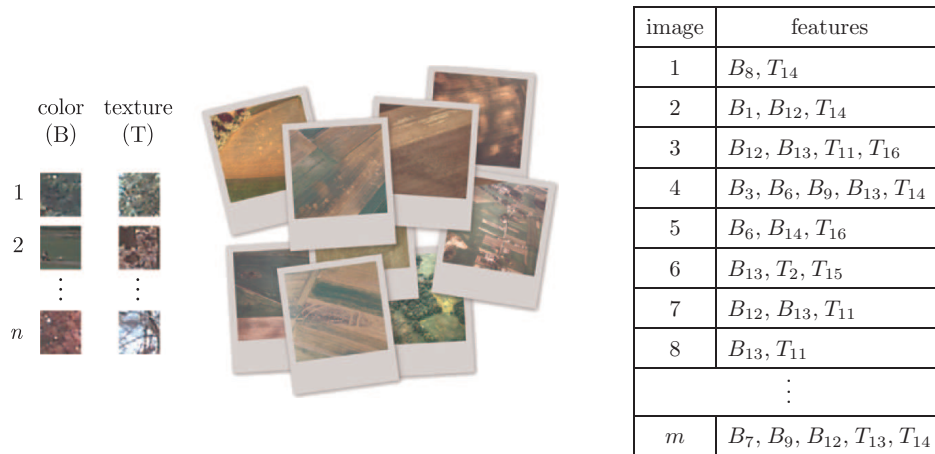 color texture
(B) (T)
1
2
⋮ ⋮
n
image features
1 B₈, T₁₄
2 B₁, B₁₂, T₁₄
3 B₁₂, B₁₃, T₁₁, T₁₆
4 B₃, B₆, B₉, B₁₃, T₁₄
5 B₆, B₁₄, T₁₆
6 B₁₃, T₂, T₁₅
7 B₁₂, B₁₃, T₁₁
8 B₁₃, T₁₁
⋮
m B₇, B₉, B₁₂, T₁₃, T₁₄